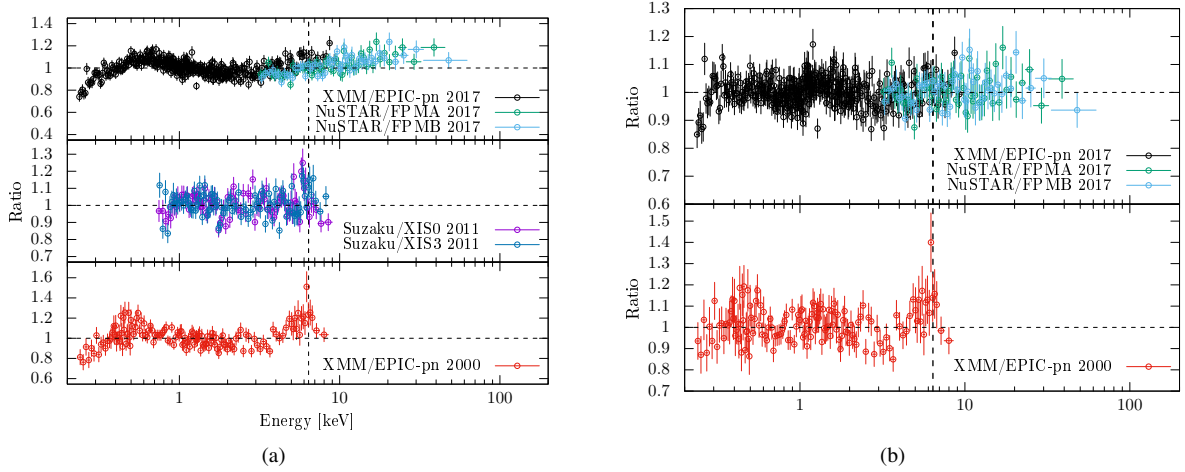 1.4
1.2
1
0.8
0.6
0.4
XMM/EPIC-pn 2017
NuSTAR/FPMA 2017
NuSTAR/FPMB 2017
1.3
1.2
1.1
1
0.9
0.8
0.7
Ratio
Suzaku/XIS0 2011
Suzaku/XIS3 2011
1.6
1.4
1.2
1
0.8
0.6
XMM/EPIC-pn 2000
1 10 100
Energy [keV]
(a)
1.3
1.2
1.1
1
0.9
0.8
0.7
0.6
Ratio
XMM/EPIC-pn 2017
NuSTAR/FPMA 2017
NuSTAR/FPMB 2017
1.5
1.4
1.3
1.2
1.1
1
0.9
0.8
0.7
Ratio
XMM/EPIC-pn 2000
1 10 100
(b)